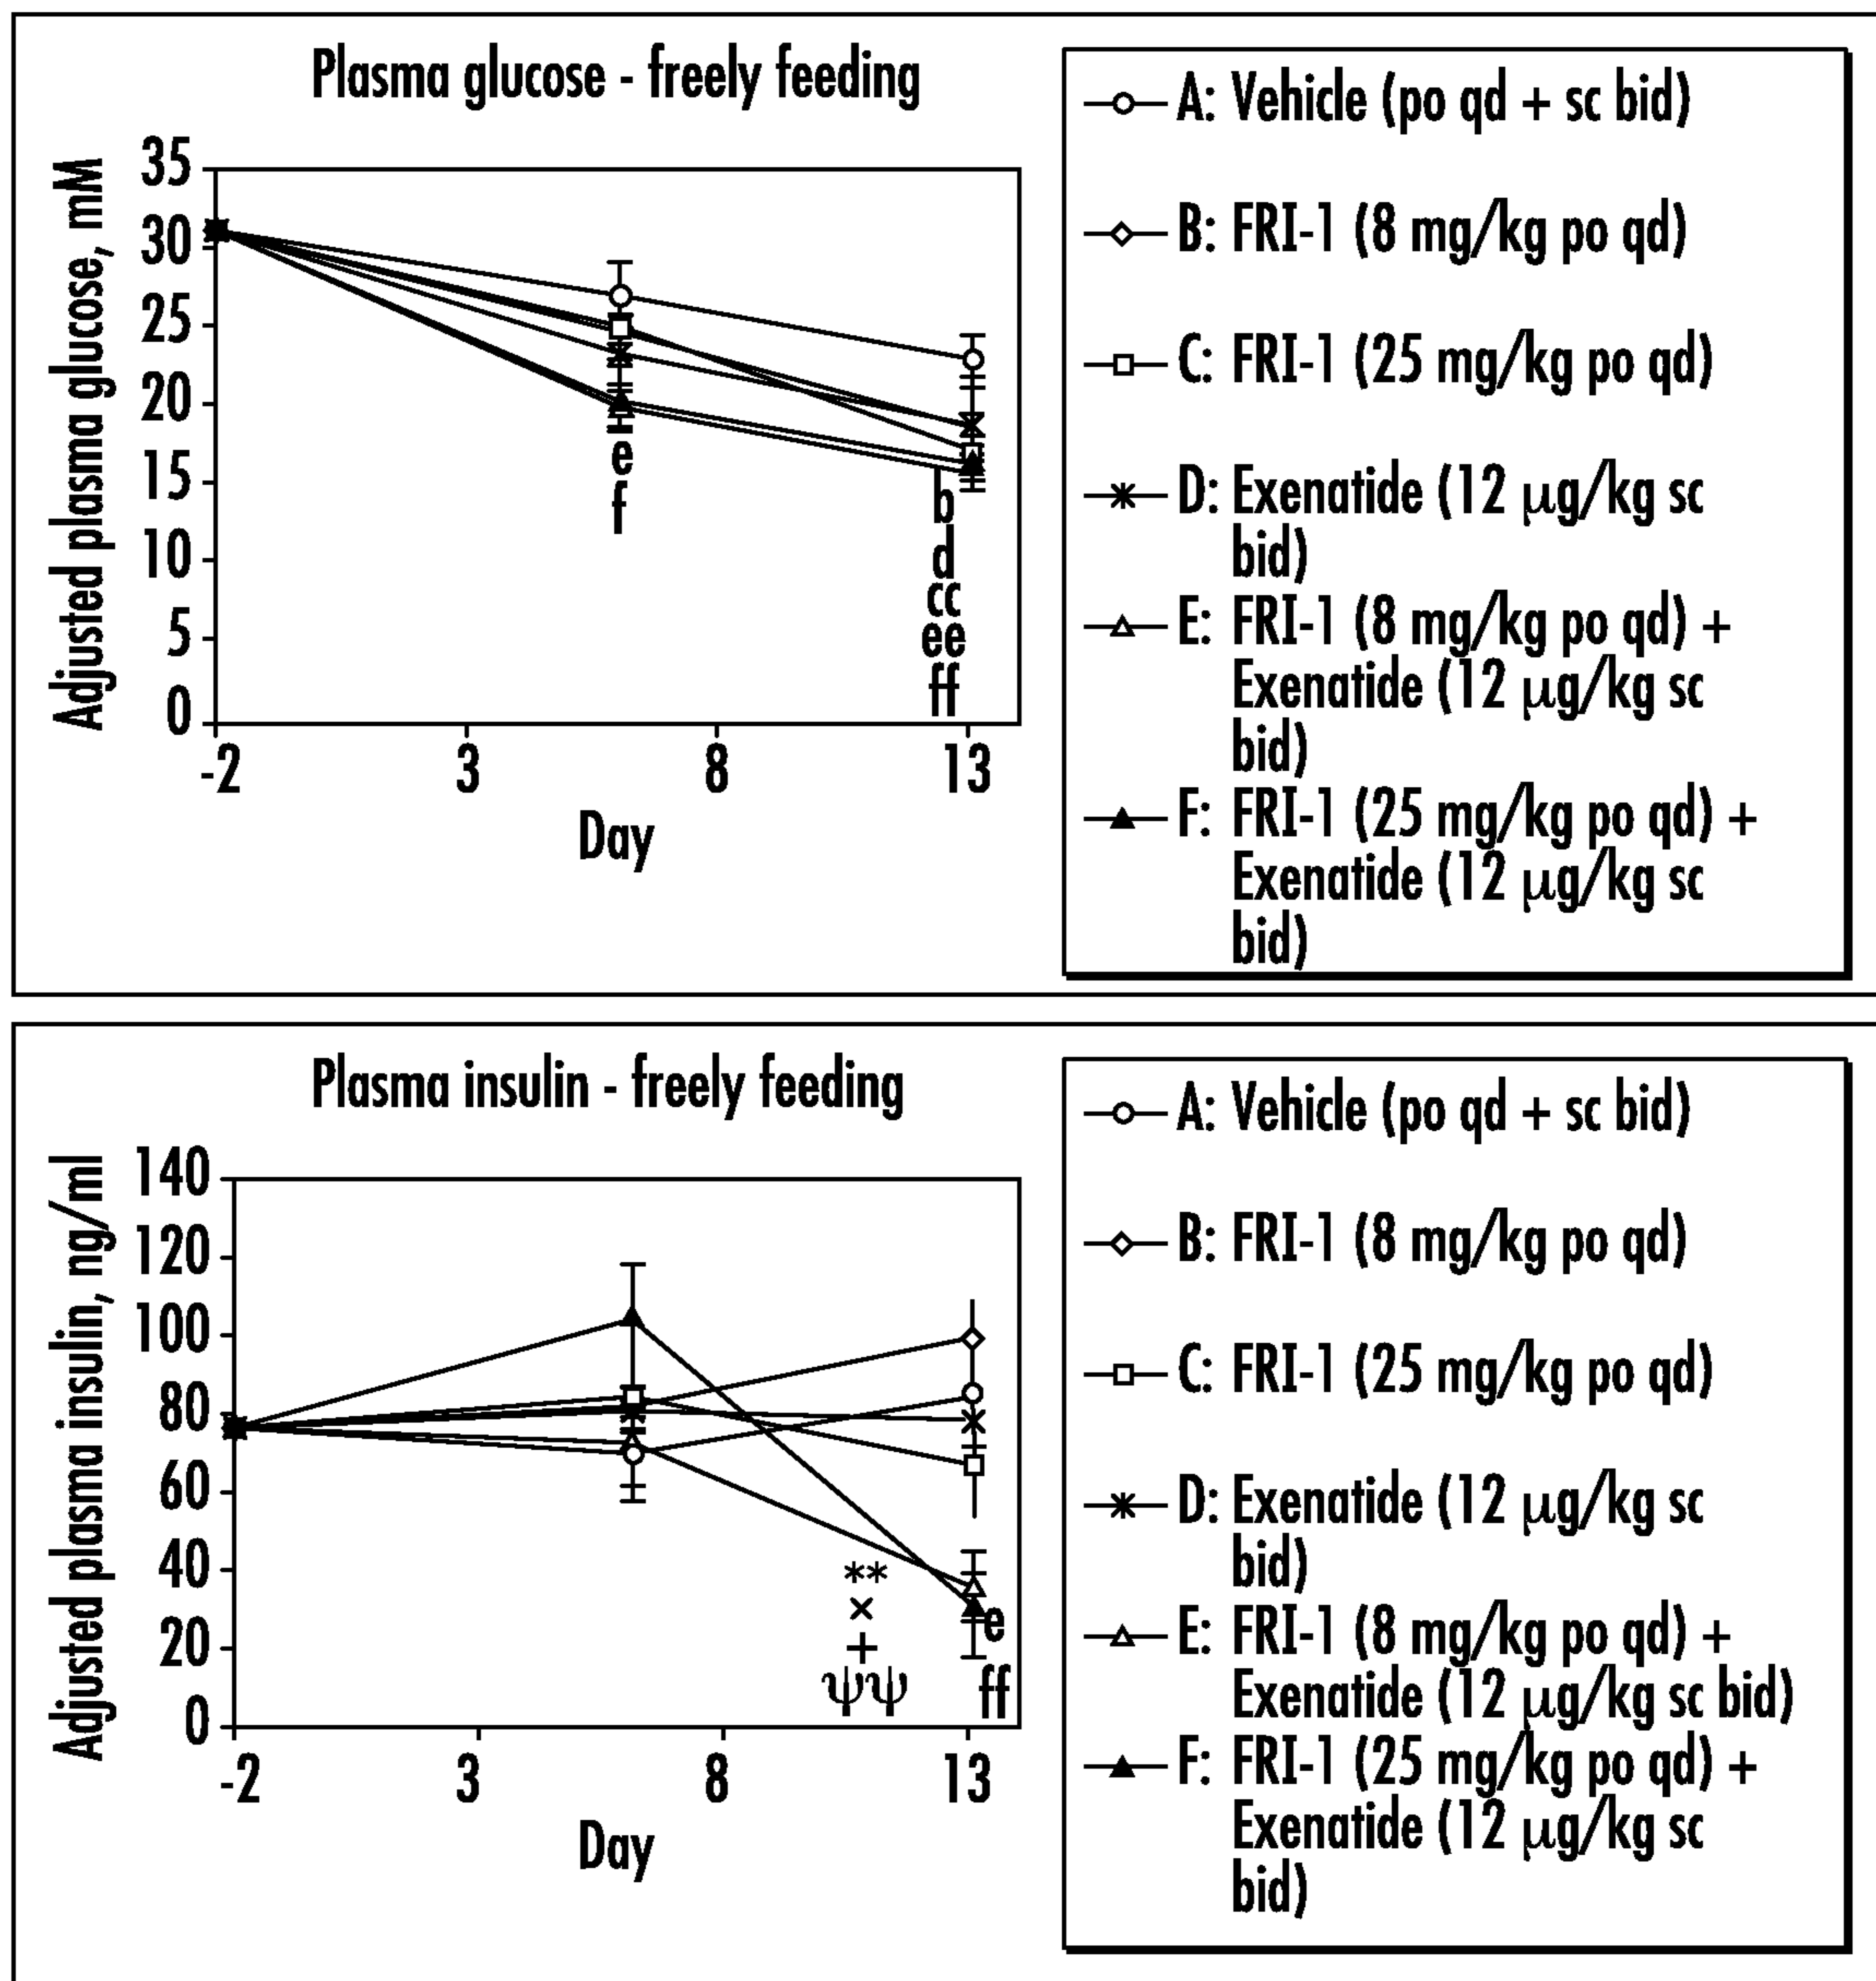 Plasma glucose - freely feeding
Adjusted plasma glucose, mM
35
30
25
20
15
10
5
0
e
f
b
d
cc
ee
ff
-2
3
8
13
Day
A: Vehicle (po qd + sc bid)
B: FRI-1 (8 mg/kg po qd)
C: FRI-1 (25 mg/kg po qd)
D: Exenatide (12 μg/kg sc
bid)
E: FRI-1 (8 mg/kg po qd) +
Exenatide (12 μg/kg sc
bid)
F: FRI-1 (25 mg/kg po qd) +
Exenatide (12 μg/kg sc
bid)
Plasma insulin - freely feeding
Adjusted plasma insulin, ng/ml
140
120
100
80
60
40
20
0
**
×
+
ψψ
e
ff
-2
3
8
13
Day
A: Vehicle (po qd + sc bid)
B: FRI-1 (8 mg/kg po qd)
C: FRI-1 (25 mg/kg po qd)
D: Exenatide (12 μg/kg sc
bid)
E: FRI-1 (8 mg/kg po qd) +
Exenatide (12 μg/kg sc bid)
F: FRI-1 (25 mg/kg po qd) +
Exenatide (12 μg/kg sc
bid)